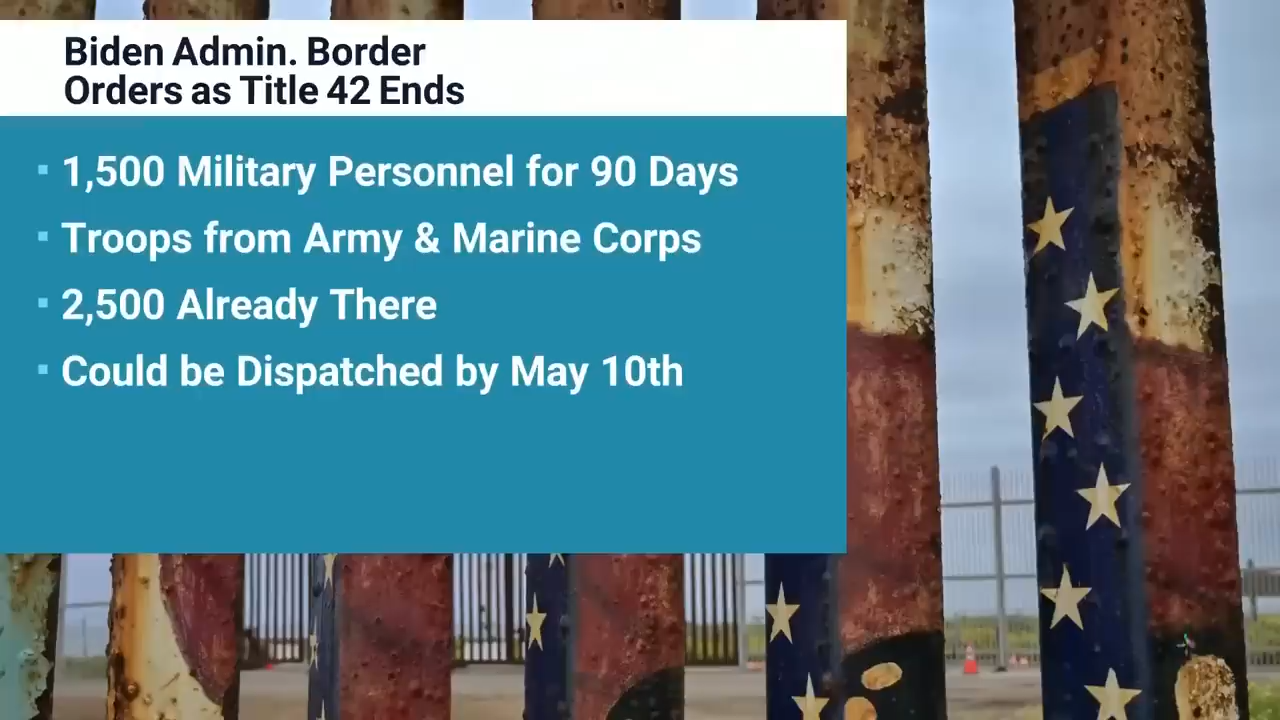 Biden Admin. Border
Orders as Title 42 Ends
1,500 Military Personnel for 90 Days
Troops from Army & Marine Corps
2,500 Already There
Could be Dispatched by May 10th